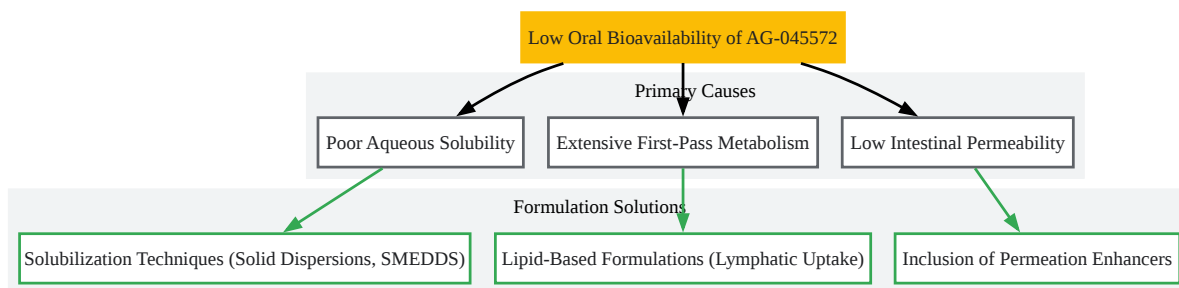 Low Oral Bioavailability of AG-045572
Primary Causes
Poor Aqueous Solubility
Extensive First-Pass Metabolism
Low Intestinal Permeability
Formulation Solutions
Solubilization Techniques (Solid Dispersions, SMEDDS)
Lipid-Based Formulations (Lymphatic Uptake)
Inclusion of Permeation Enhancers